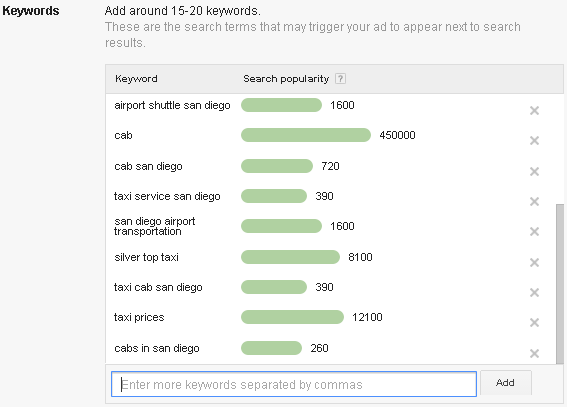 Keywords
Add around 15-20 keywords.
These are the search terms that may trigger your ad to appear next to search
results.
Keyword Search popularity ?
airport shuttle san diego 1600
cab 450000
cab san diego 720
taxi service san diego 390
san diego airport
transportation 1600
silver top taxi 8100
taxi cab san diego 390
taxi prices 12100
cabs in san diego 260
Enter more keywords separated by commas Add